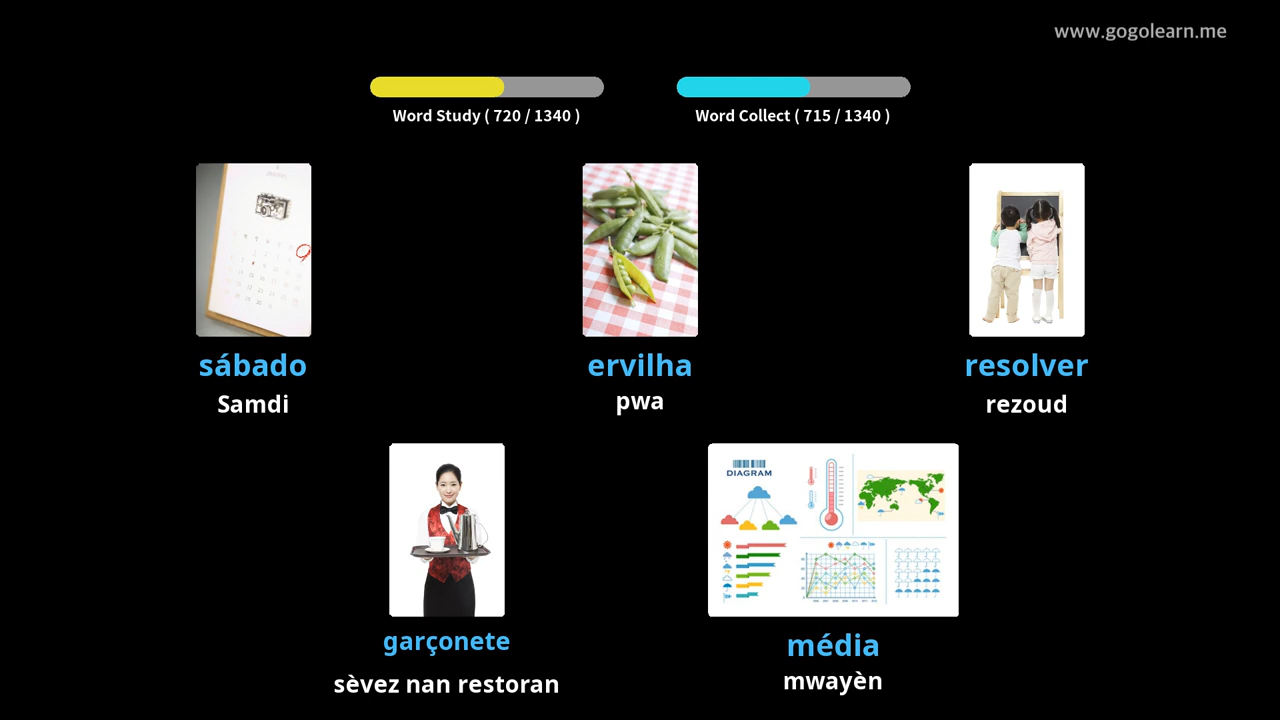 www.gogolearn.me
Word Study ( 720 / 1340 )
Word Collect ( 715 / 1340 )
sábado
Samdi
ervilha
pwa
resolver
rezoud
DIAGRAM
garçonete
sèvez nan restoran
média
mwayèn